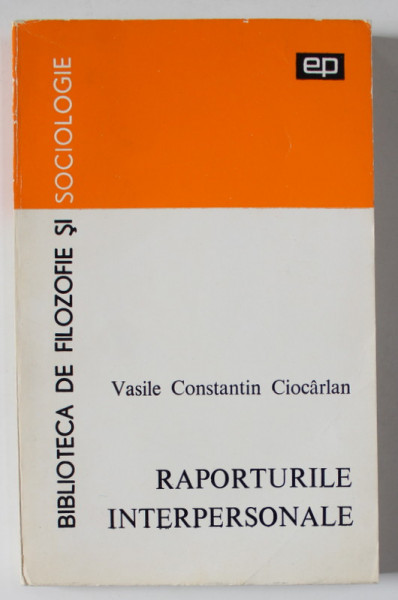 ep
BIBLIOTECA DE FILOZOFIE ŞI SOCIOLOGIE
Vasile Constantin Ciocârlan
RAPORTURILE
INTERPERSONALE